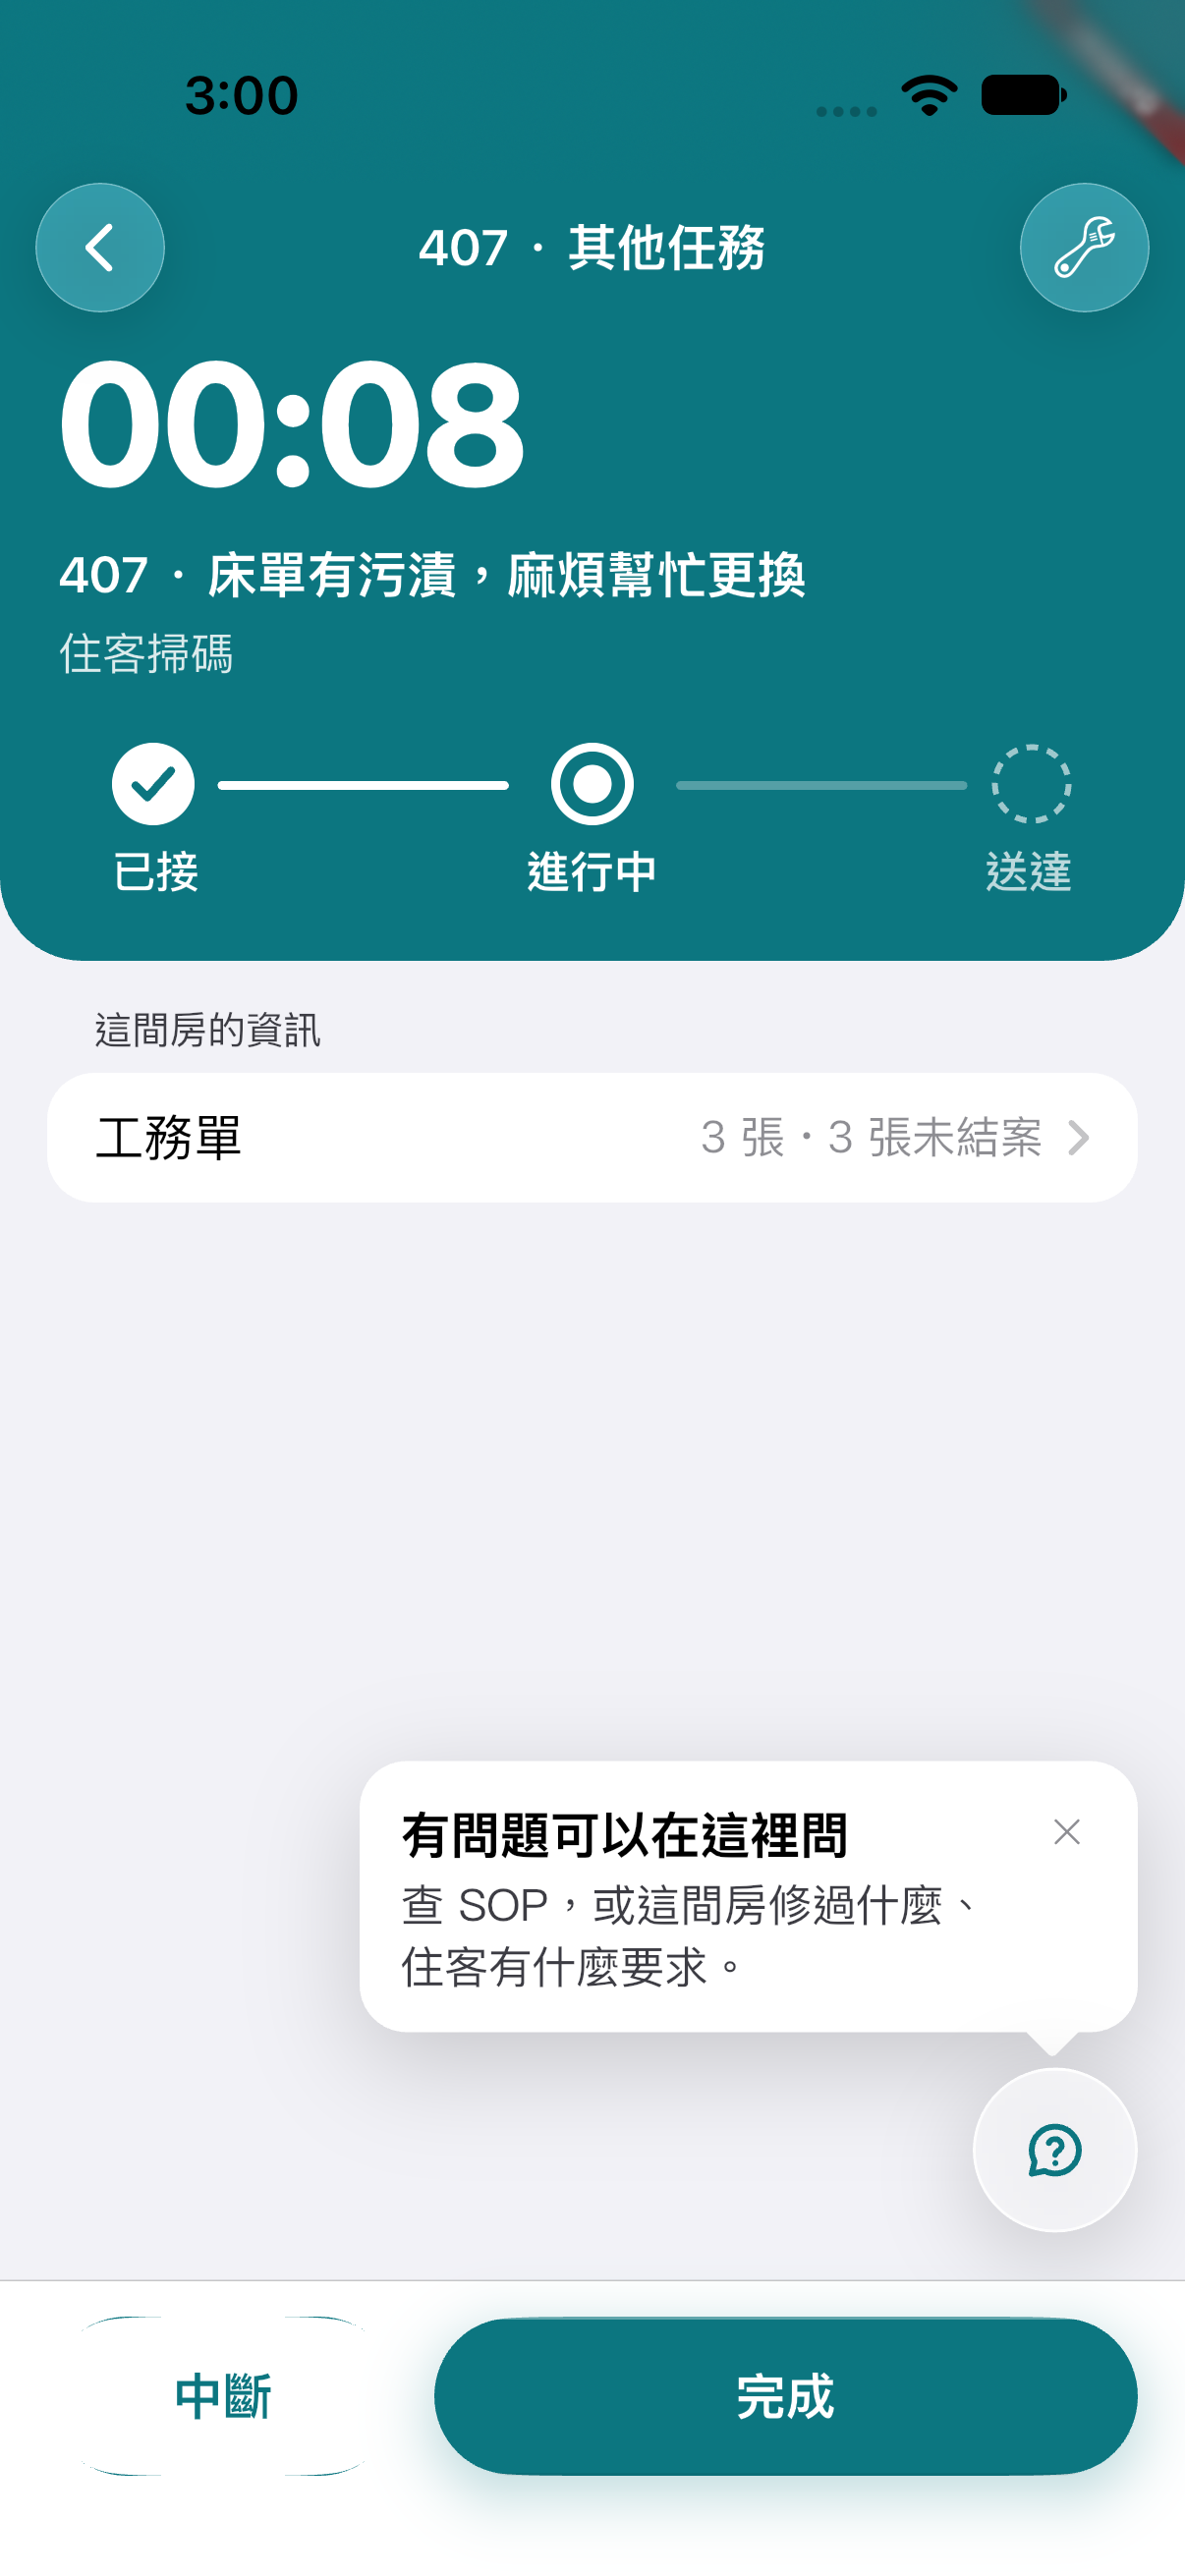 3:00
407 · 其他任務
00:08
407 · 床單有污漬，麻煩幫忙更換
住客掃碼
已接
進行中
送達
這間房的資訊
工務單
3 張 · 3 張未結案
有問題可以在這裡問
查 SOP，或這間房修過什麼、
住客有什麼要求。
中斷
完成